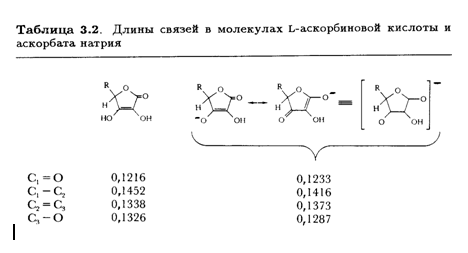 Таблица 3.2. Длины связей в молекулах L-аскорбиновой кислоты и
аскорбата натрия
R O O
H
HO OH
R O O
H
⁻O OH
R O O⁻
H
O OH
R O O
H
O OH
⁻
C₁ = O 0,1216 0,1233
C₁ − C₂ 0,1452 0,1416
C₂ = C₃ 0,1338 0,1373
C₃ − O 0,1326 0,1287